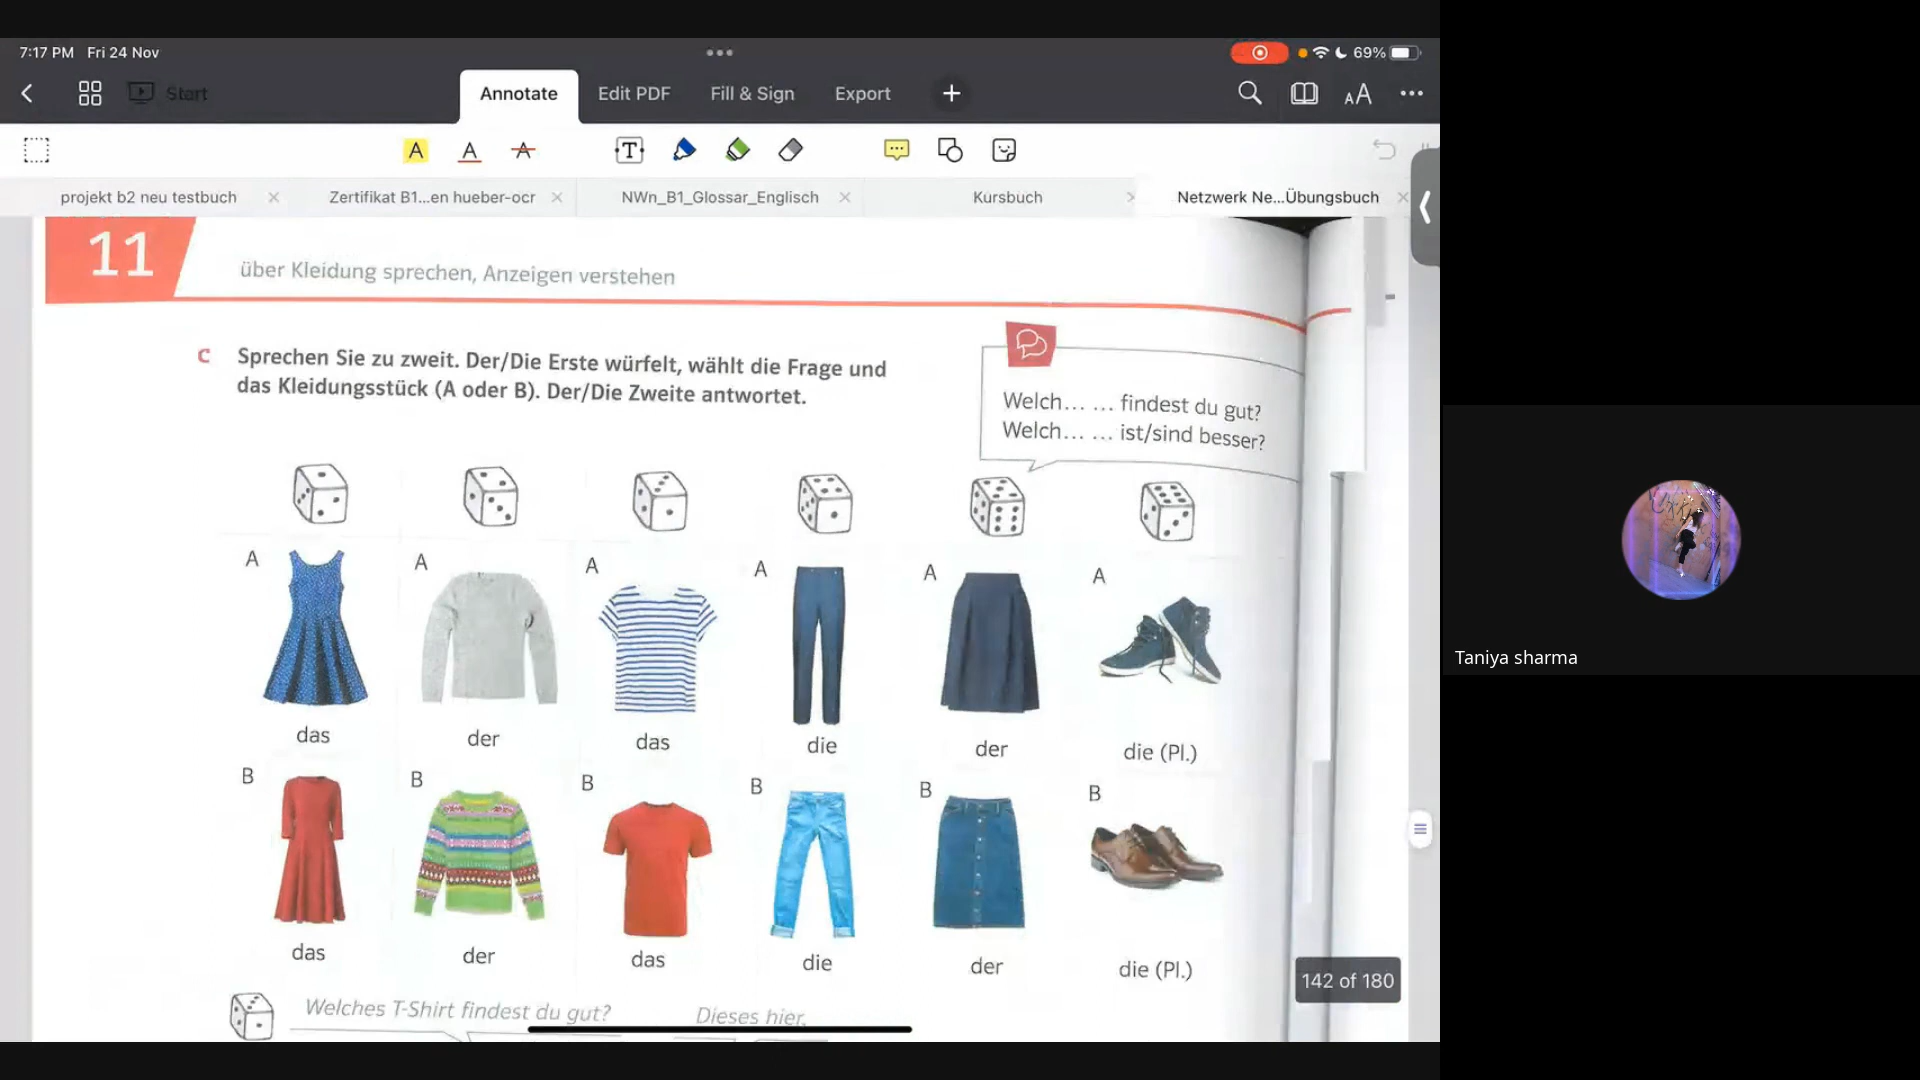 7:17 PM Fri 24 Nov
69%
Start
Annotate
Edit PDF
Fill & Sign
Export
projekt b2 neu testbuch
Zertifikat B1...en hueber-ocr
NWn_B1_Glossar_Englisch
Kursbuch
Netzwerk Ne...Übungsbuch
11
über Kleidung sprechen, Anzeigen verstehen
C Sprechen Sie zu zweit. Der/Die Erste würfelt, wählt die Frage und
das Kleidungsstück (A oder B). Der/Die Zweite antwortet.
Welch... ... findest du gut?
Welch... ... ist/sind besser?
A A A A A A
das der das die der die (Pl.)
B B B B B B
das der das die der die (Pl.)
142 of 180
Welches T-Shirt findest du gut? Dieses hier.
Taniya sharma